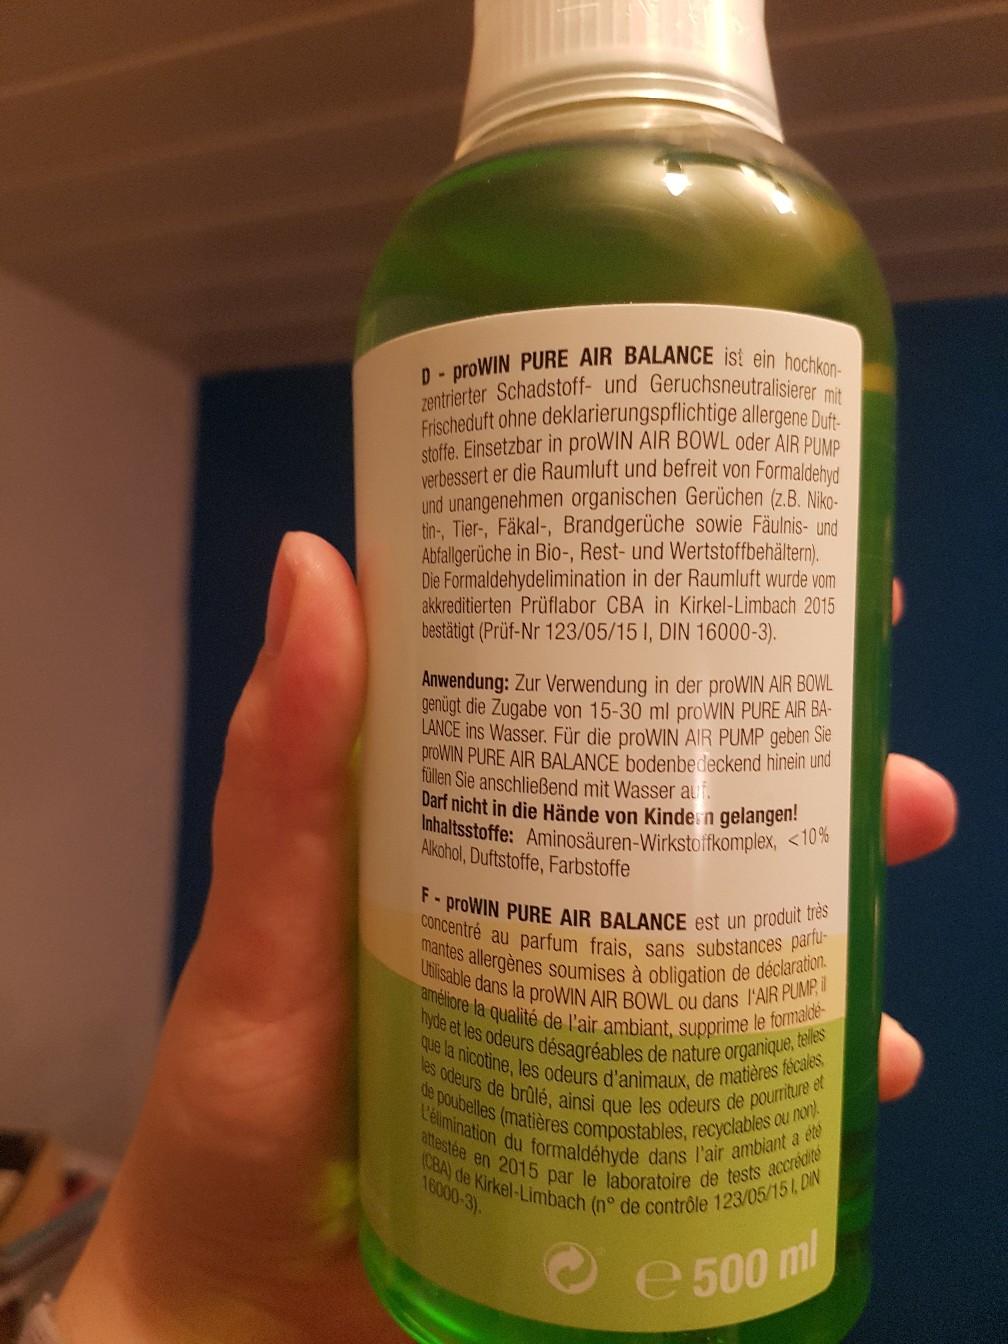 D - proWIN PURE AIR BALANCE ist ein hochkon-
zentrierter Schadstoff- und Geruchsneutralisierer mit
Frischeduft ohne deklarierungspflichtige allergene Duft-
stoffe. Einsetzbar in proWIN AIR BOWL oder AIR PUMP
verbessert er die Raumluft und befreit von Formaldehyd
und unangenehmen organischen Gerüchen (z.B. Niko-
tin-, Tier-, Fäkal-, Brandgerüche sowie Fäulnis- und
Abfallgerüche in Bio-, Rest- und Wertstoffbehältern).
Die Formaldehydelimination in der Raumluft wurde vom
akkreditierten Prüflabor CBA in Kirkel-Limbach 2015
bestätigt (Prüf-Nr 123/05/15 I, DIN 16000-3).
Anwendung: Zur Verwendung in der proWIN AIR BOWL
genügt die Zugabe von 15-30 ml proWIN PURE AIR BA-
LANCE ins Wasser. Für die proWIN AIR PUMP geben Sie
proWIN PURE AIR BALANCE bodenbedeckend hinein und
füllen Sie anschließend mit Wasser auf.
Darf nicht in die Hände von Kindern gelangen!
Inhaltsstoffe: Aminosäuren-Wirkstoffkomplex, <10%
Alkohol, Duftstoffe, Farbstoffe
F - proWIN PURE AIR BALANCE est un produit très
concentré au parfum frais, sans substances parfu-
mantes allergènes soumises à obligation de déclaration.
Utilisable dans la proWIN AIR BOWL ou dans l'AIR PUMP, il
améliore la qualité de l'air ambiant, supprime le formaldé-
hyde et les odeurs désagréables de nature organique, telles
que la nicotine, les odeurs d'animaux, de matières fécales,
les odeurs de brûlé, ainsi que les odeurs de pourriture et
de poubelles (matières compostables, recyclables ou non).
L'élimination du formaldéhyde dans l'air ambiant a été
attestée en 2015 par le laboratoire de tests accrédité
(CBA) de Kirkel-Limbach (n° de contrôle 123/05/15 I, DIN
16000-3).
℮ 500 ml